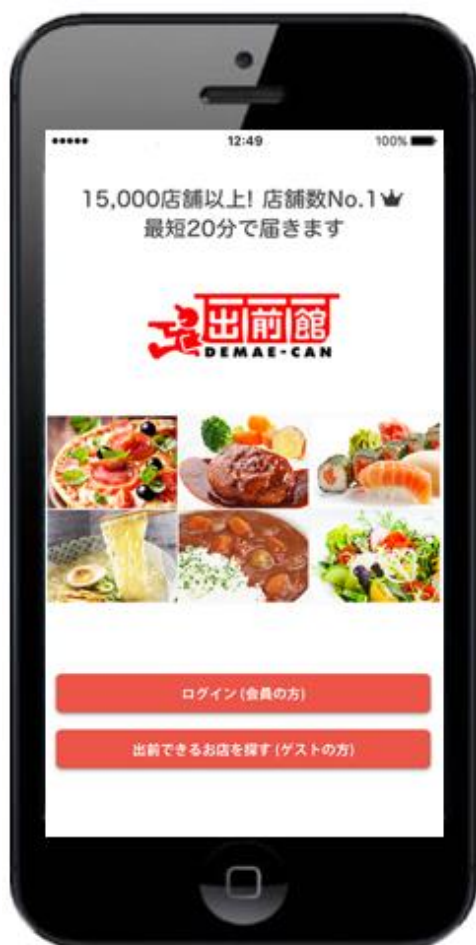 12:49
100%
15,000店舗以上! 店舗数No.1
最短20分で届きます
出前館
DEMAE-CAN
ログイン (会員の方)
出前できるお店を探す (ゲストの方)